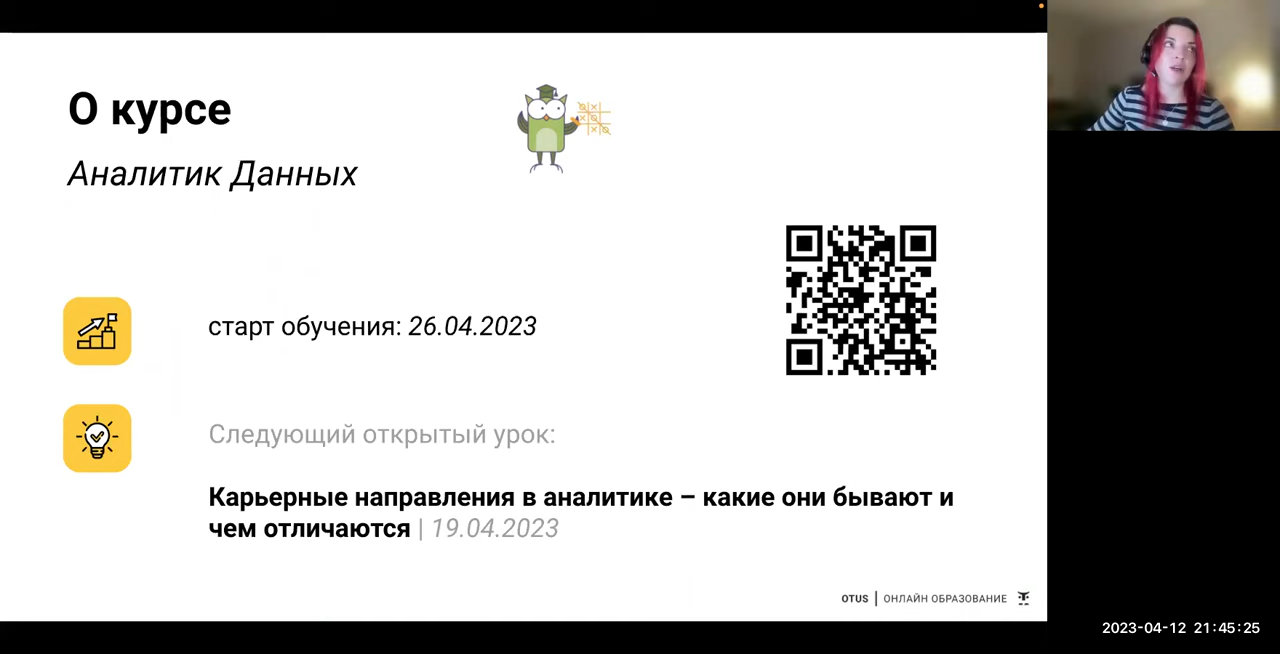 О курсе
Аналитик Данных
старт обучения: 26.04.2023
Следующий открытый урок:
Карьерные направления в аналитике – какие они бывают и
чем отличаются | 19.04.2023
OTUS | ОНЛАЙН ОБРАЗОВАНИЕ
2023-04-12 21:45:25